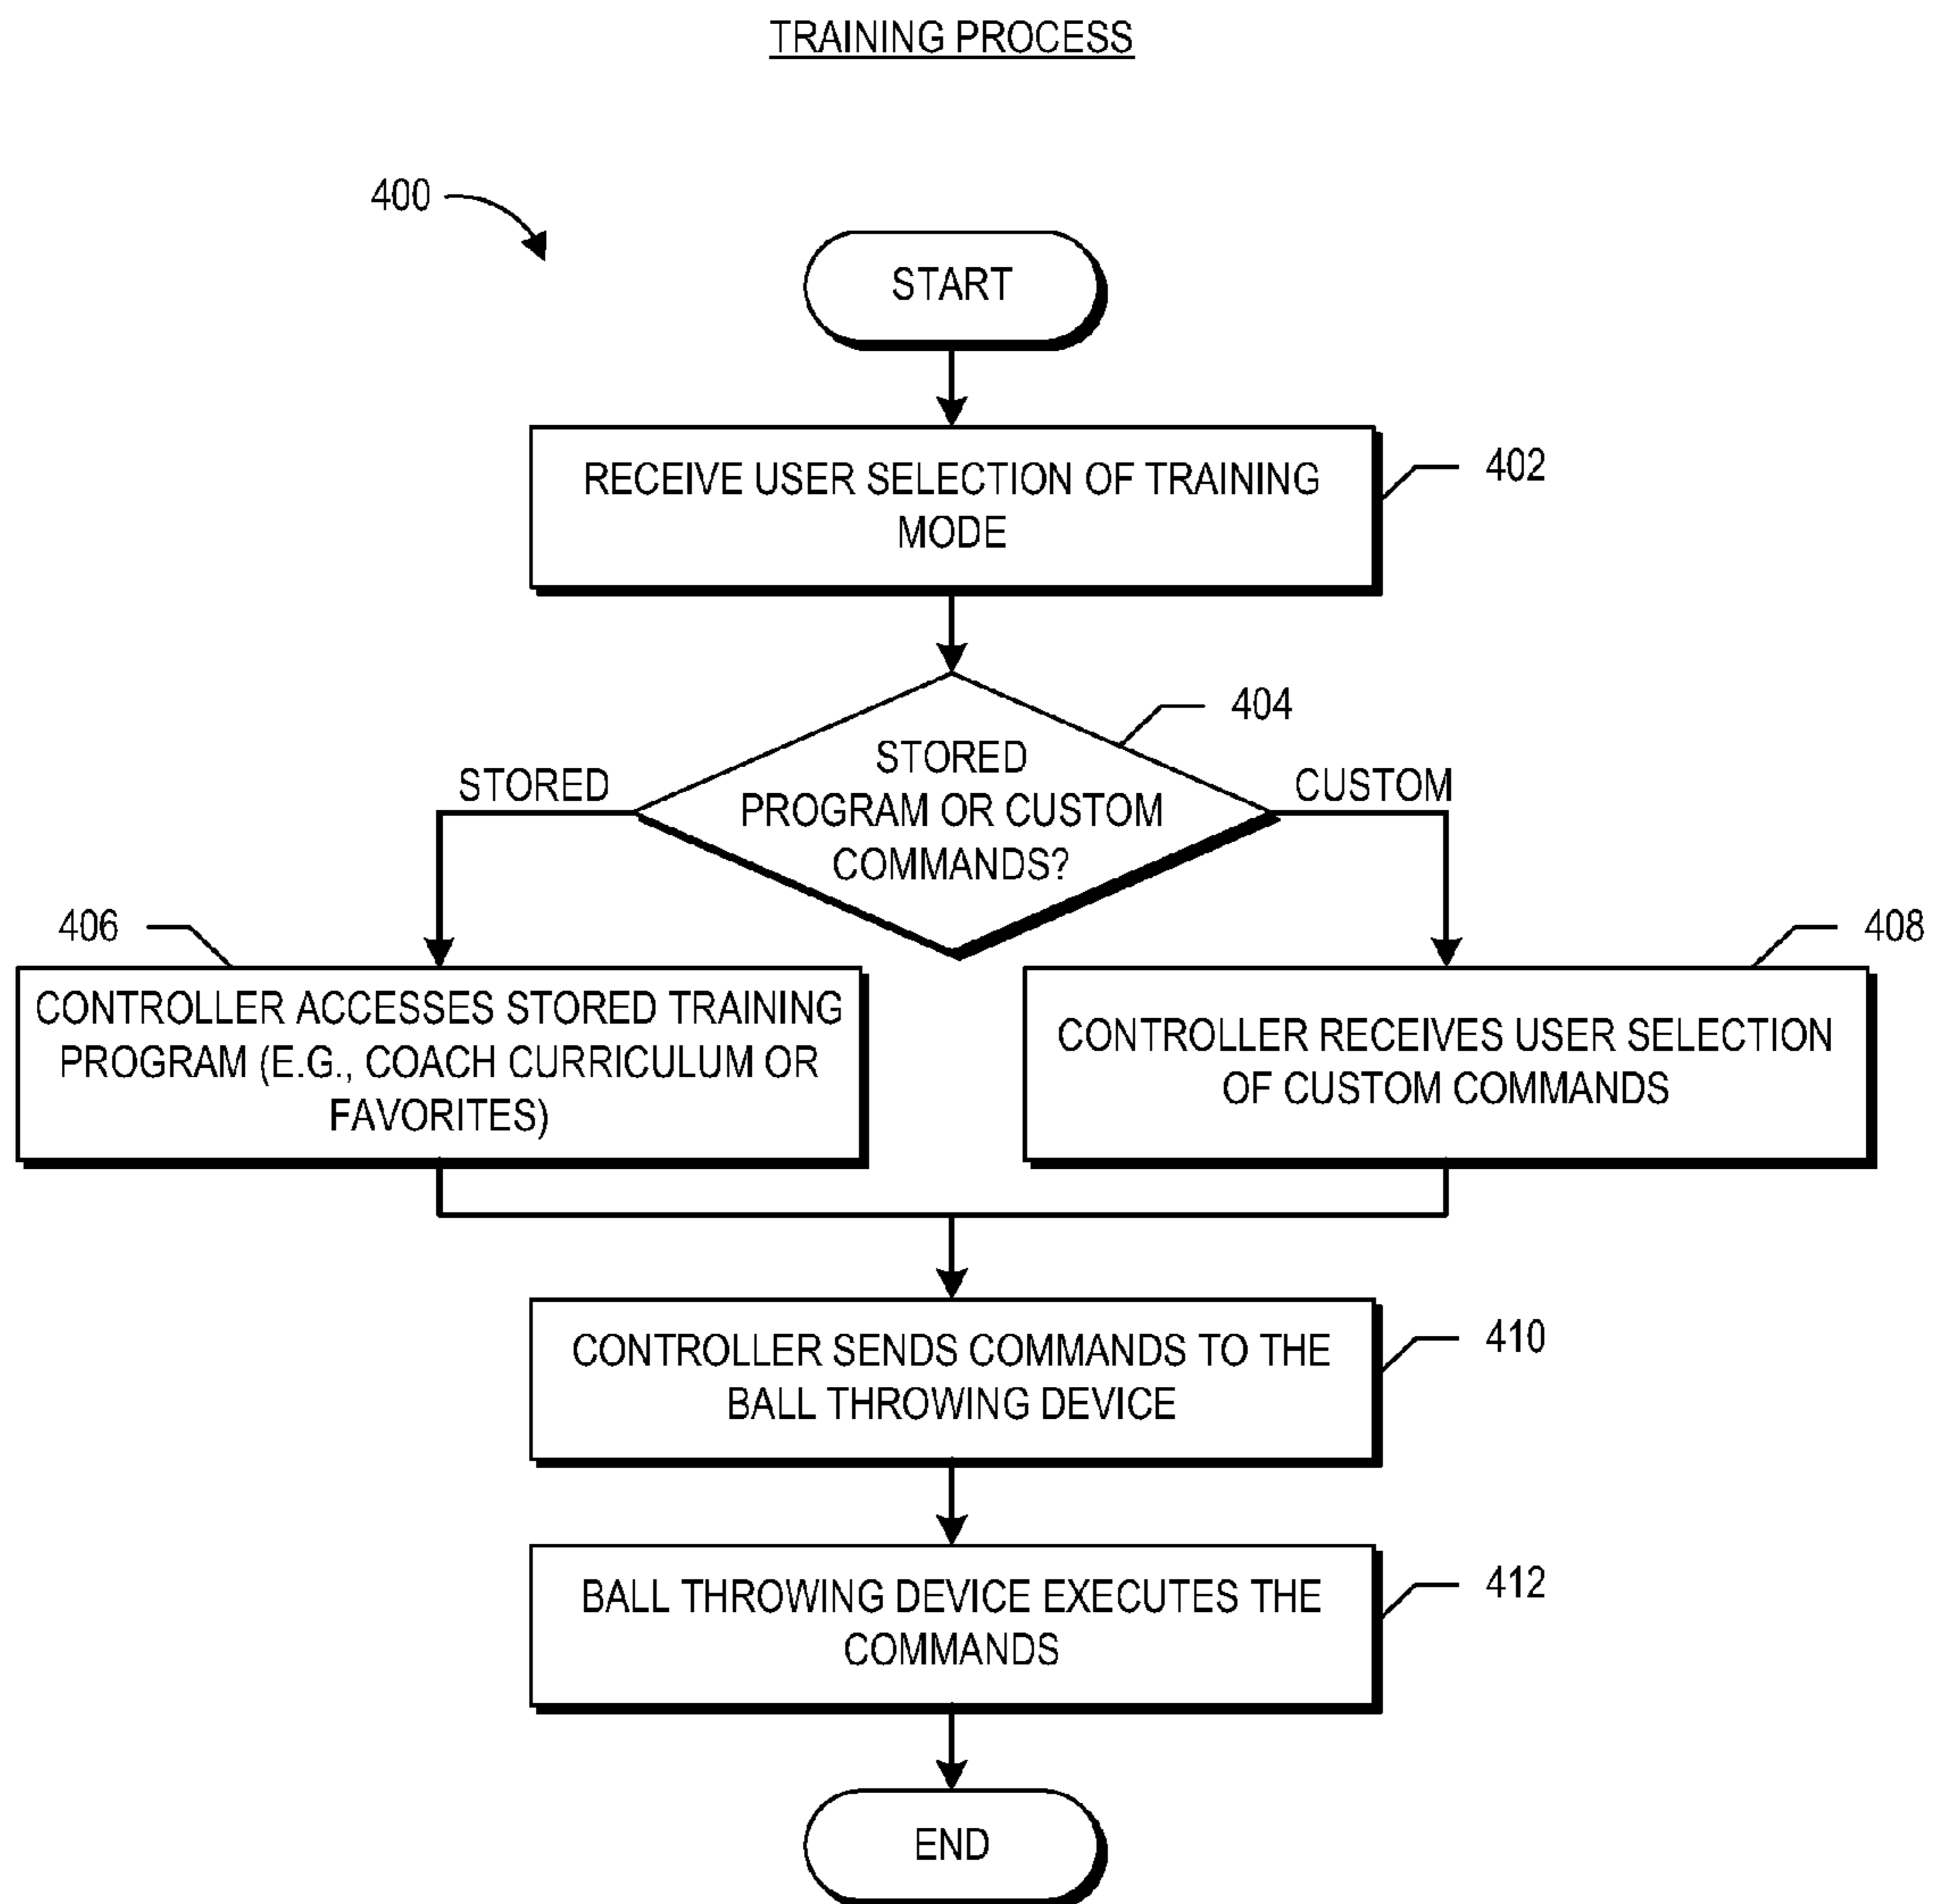 TRAINING PROCESS
400
START
RECEIVE USER SELECTION OF TRAINING
MODE
402
404
STORED
PROGRAM OR CUSTOM
COMMANDS?
STORED
CUSTOM
406
408
CONTROLLER ACCESSES STORED TRAINING
PROGRAM (E.G., COACH CURRICULUM OR
FAVORITES)
CONTROLLER RECEIVES USER SELECTION
OF CUSTOM COMMANDS
CONTROLLER SENDS COMMANDS TO THE
BALL THROWING DEVICE
410
BALL THROWING DEVICE EXECUTES THE
COMMANDS
412
END